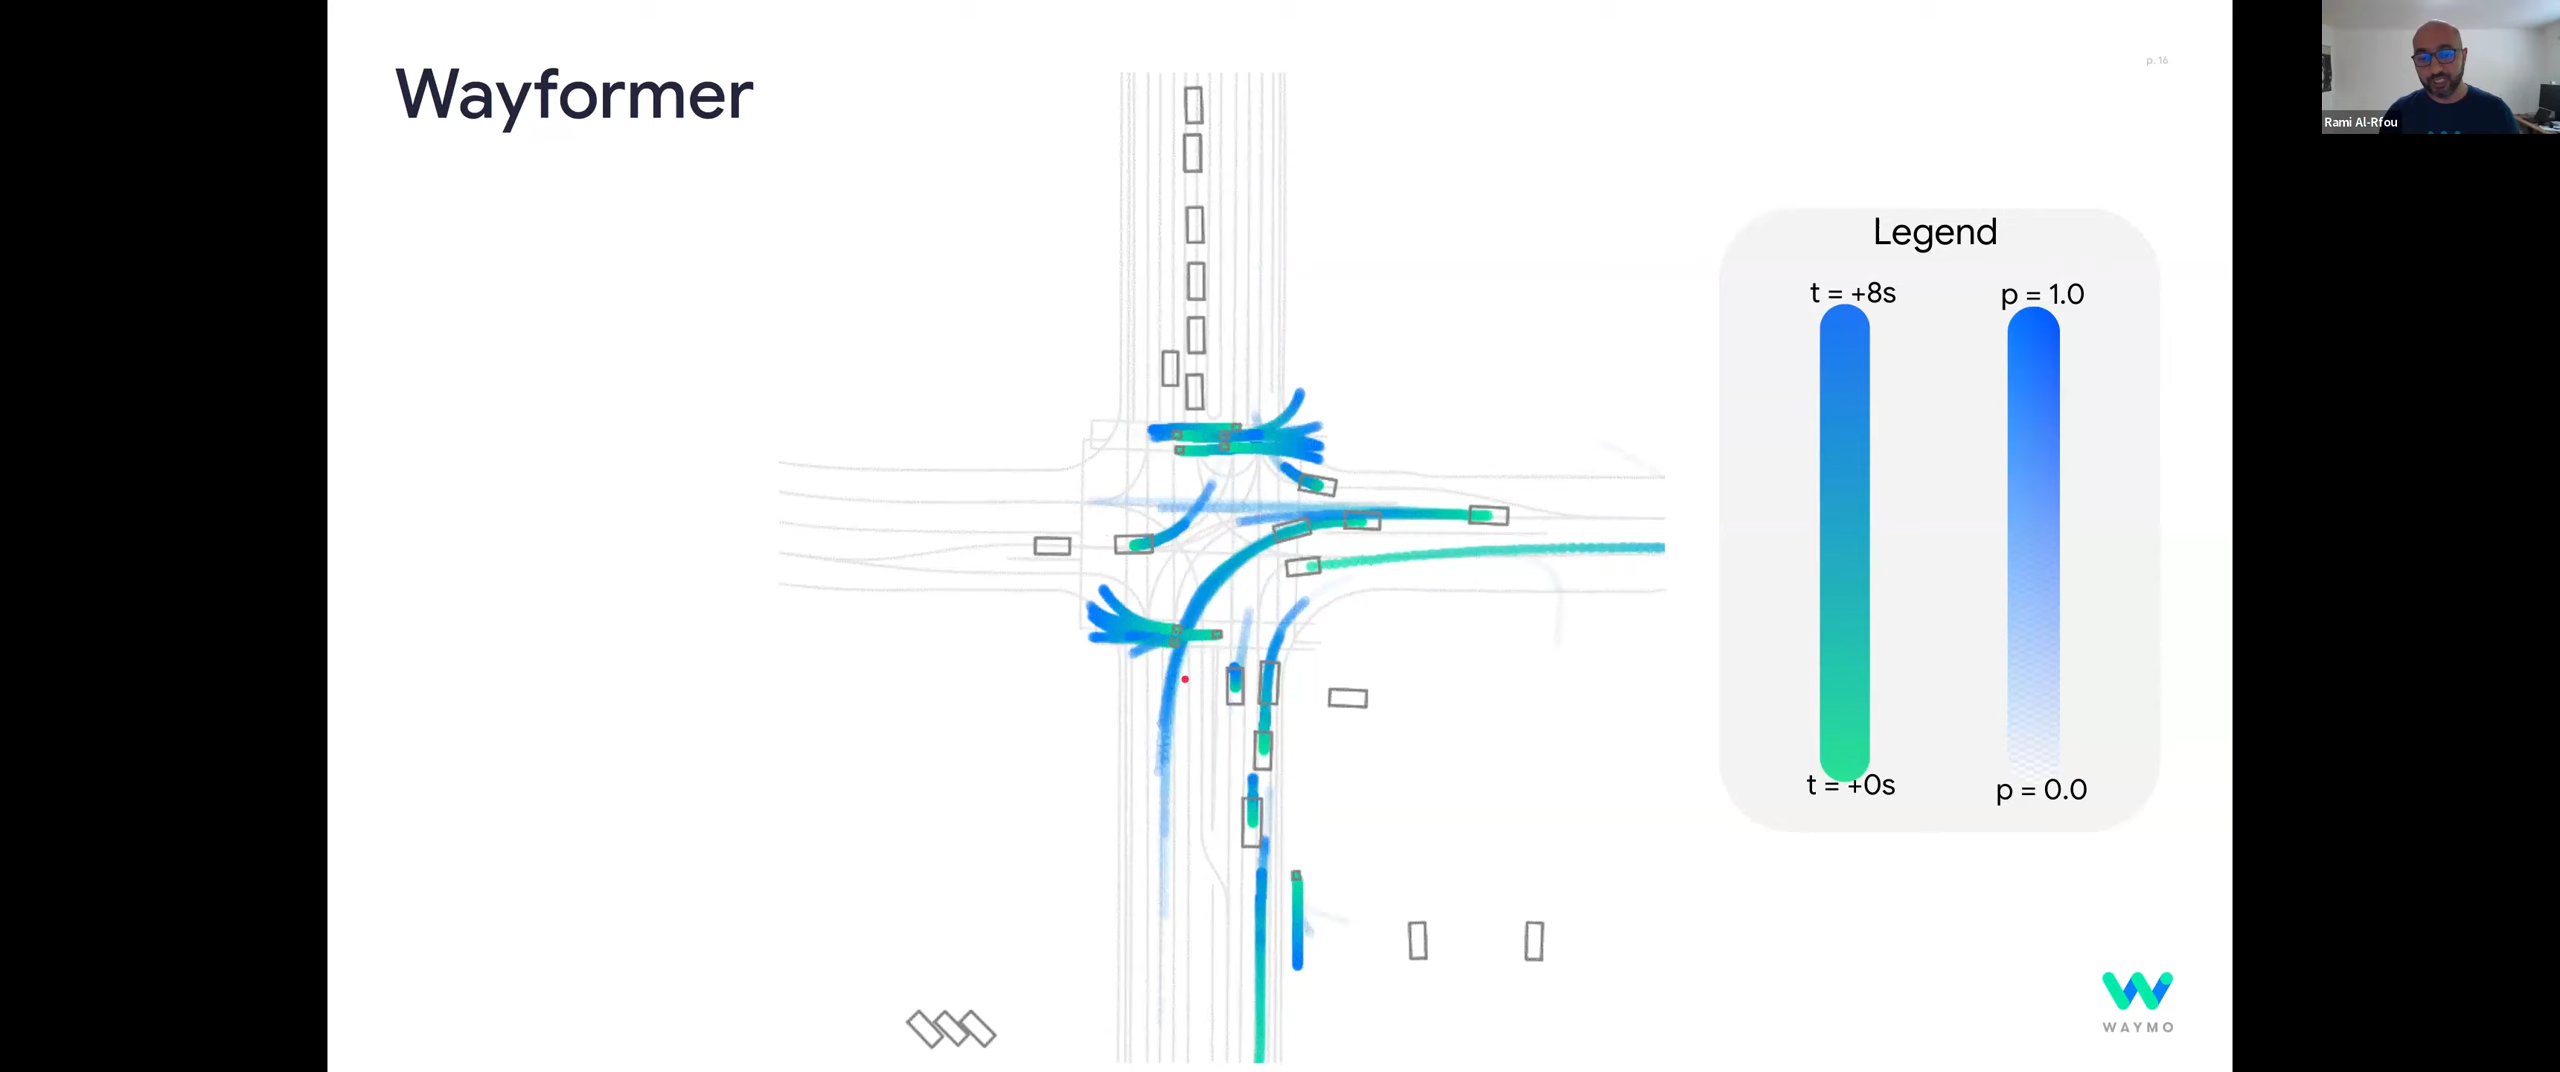 Wayformer
p. 16
Rami Al-Rfou
Legend
t = +8s
p = 1.0
t = +0s
p = 0.0
WAYMO